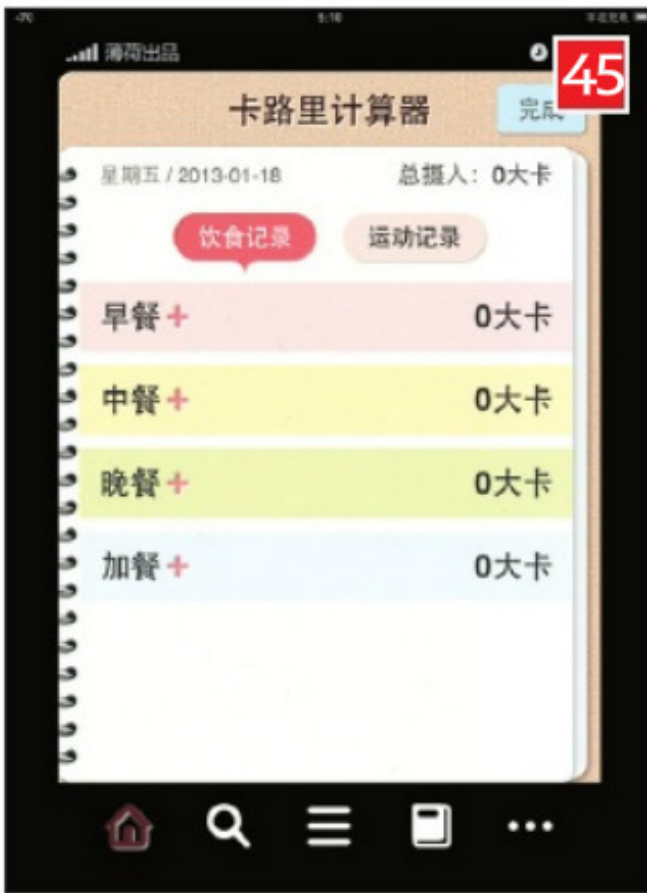 5:10
薄荷出品
45
卡路里计算器
完成
星期五 / 2013-01-18
总摄入：0大卡
饮食记录
运动记录
早餐+
0大卡
中餐+
0大卡
晚餐+
0大卡
加餐+
0大卡